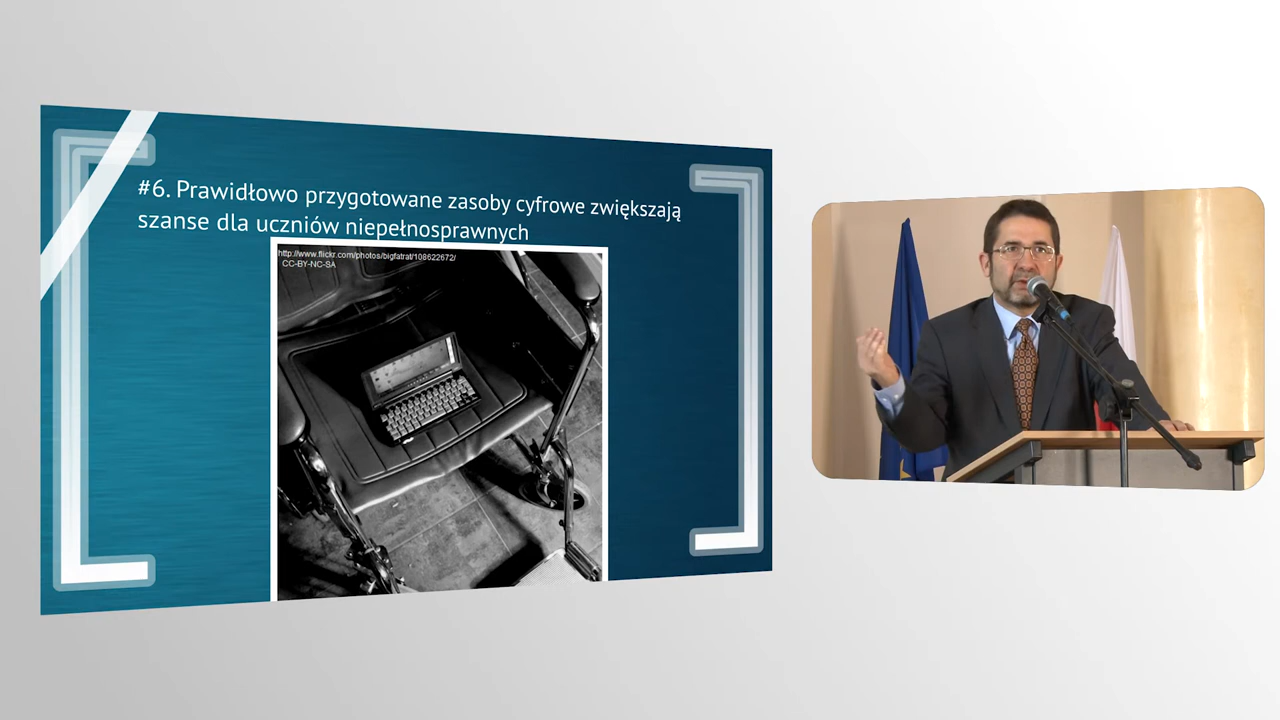 #6. Prawidłowo przygotowane zasoby cyfrowe zwiększają
szanse dla uczniów niepełnosprawnych
http://www.flickr.com/photos/bigfatrat/108622672/
CC-BY-NC-SA